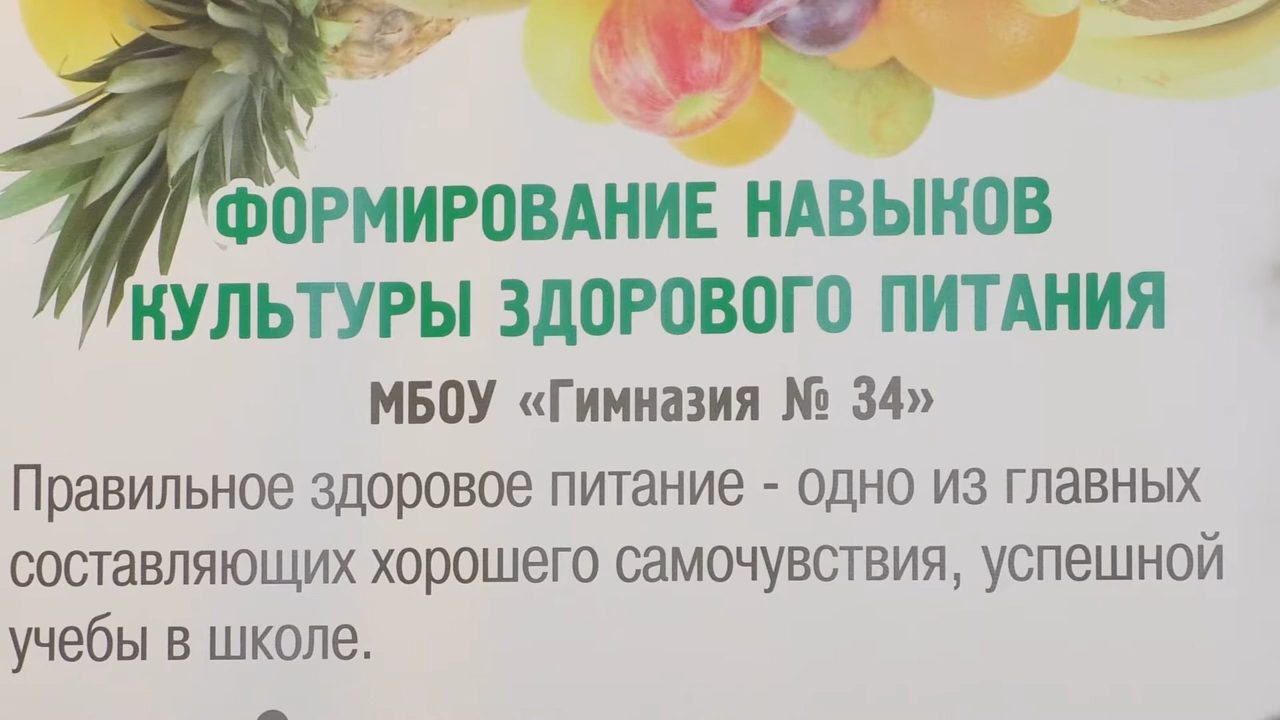 ФОРМИРОВАНИЕ НАВЫКОВ
КУЛЬТУРЫ ЗДОРОВОГО ПИТАНИЯ
МБОУ «Гимназия № 34»
Правильное здоровое питание - одно из главных
составляющих хорошего самочувствия, успешной
учебы в школе.